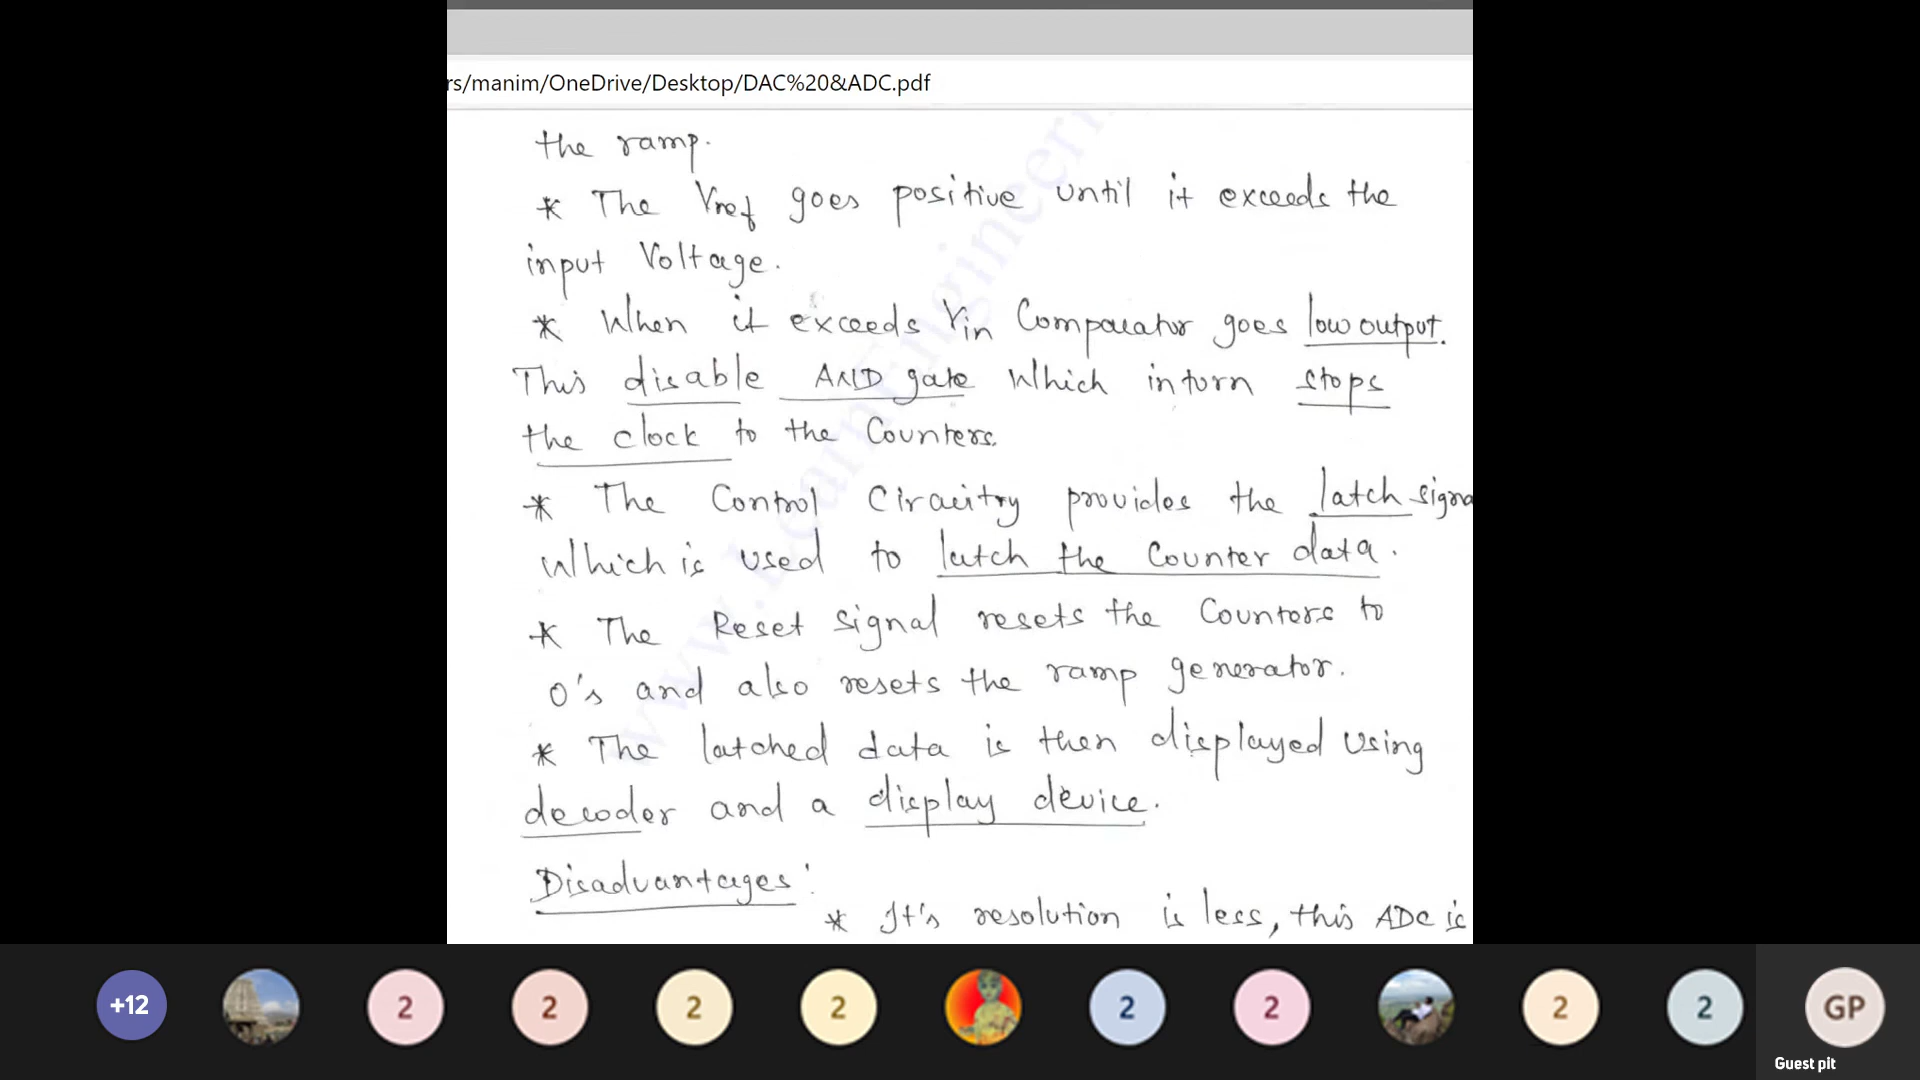 rs/manim/OneDrive/Desktop/DAC%20&ADC.pdf
the ramp.
* The Vref goes positive until it exceeds the
input Voltage.
* When it exceeds Vin Comparator goes low output.
This disable AND gate which inturn stops
the clock to the Counters.
* The Control Circuitry provides the latch signa
which is used to latch the Counter data.
* The Reset signal resets the Counters to
0's and also resets the ramp generator.
* The latched data is then displayed using
decoder and a display device.
Disadvantages:
* It's resolution is less, this ADC is
www.LearnEngineerin
+12
2
2
2
2
2
2
2
2
GP
Guest pit